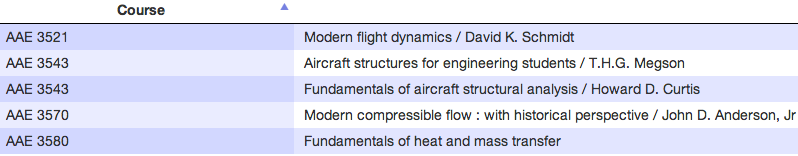 Course
AAE 3521 Modern flight dynamics / David K. Schmidt
AAE 3543 Aircraft structures for engineering students / T.H.G. Megson
AAE 3543 Fundamentals of aircraft structural analysis / Howard D. Curtis
AAE 3570 Modern compressible flow : with historical perspective / John D. Anderson, Jr
AAE 3580 Fundamentals of heat and mass transfer